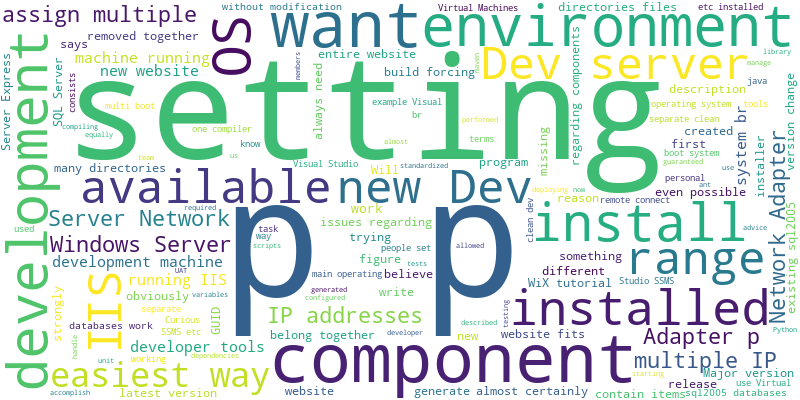 assign multiple
without modification
Virtual Machines
directories files
etc installed
OS
want
environment
removed together
entire website
library
says
machine running
new website
SQL Server
consists
members
maven
build forcing
Dev server
java
manage
Server Express
development
setting
multi boot
example Visual
br
always need
missing
regarding components
description
operating system
tools
separate clean
version change
compiling
equally
one compiler
almost
performed
created
team
know
us
terms
first
boot system
guaranteed
many directories
Visual Studio
program
installer
system br
available
new Dev
Will
standardized
deploying
now
personal
ant
use
even possible
required
used
Server Network
work
issues regarding
reason
remote connect
Network Adapter
existing sql2005
p p
install
Windows Server
task
way
scripts
trying
people set
allowed
clean dev
advice
development machine
UAT
figure
main operating
tests
something
different
Studio SSMS
range
strongly
IIS
running IIS
variables
believe
WiX tutorial
obviously
separate
generated
configured
write
IP addresses
testing
installed
databases work
Curious
SSMS etc
GUID
new
developer
described
website fits
Python
handle
developer tools
belong together
component
Adapter p
unit
working
dependencies
multiple IP
easiest way
starting
release
Major version
use Virtual
accomplish
latest version
website
generate almost certainly
contain items
sql2005 databases